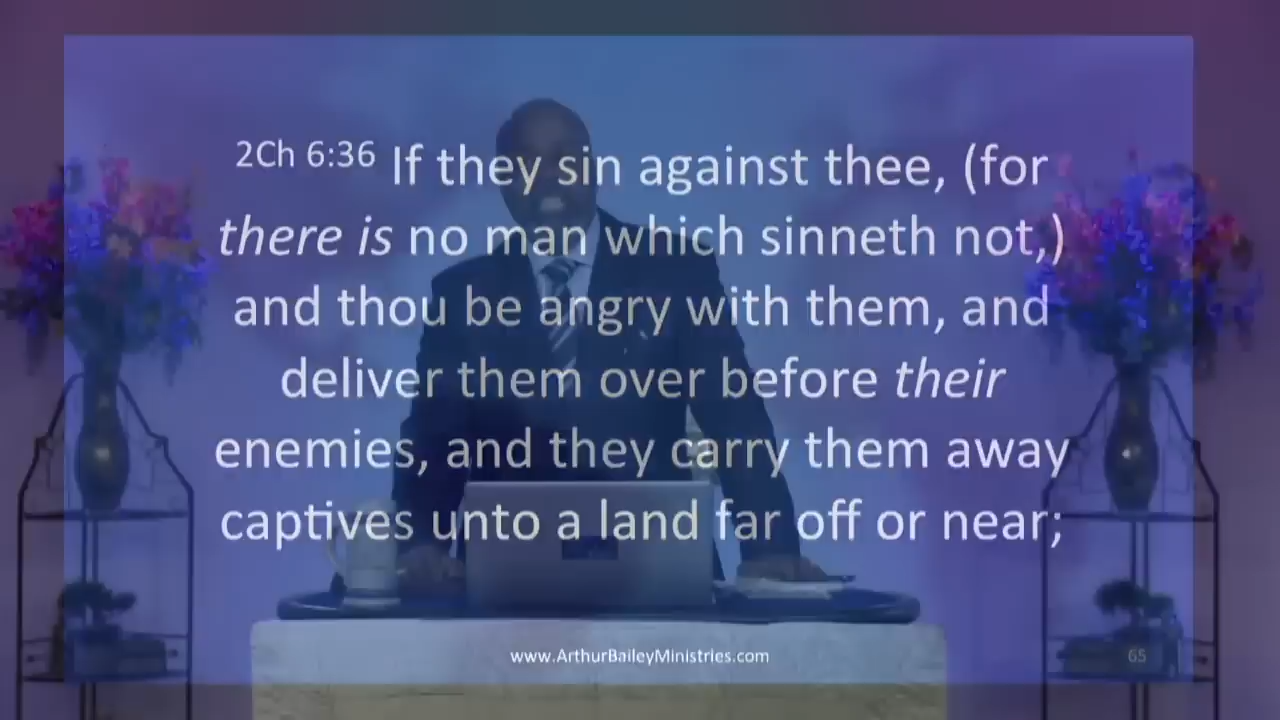 2Ch 6:36 If they sin against thee, (for
there is no man which sinneth not,)
and thou be angry with them, and
deliver them over before their
enemies, and they carry them away
captives unto a land far off or near;
www.ArthurBaileyMinistries.com
65